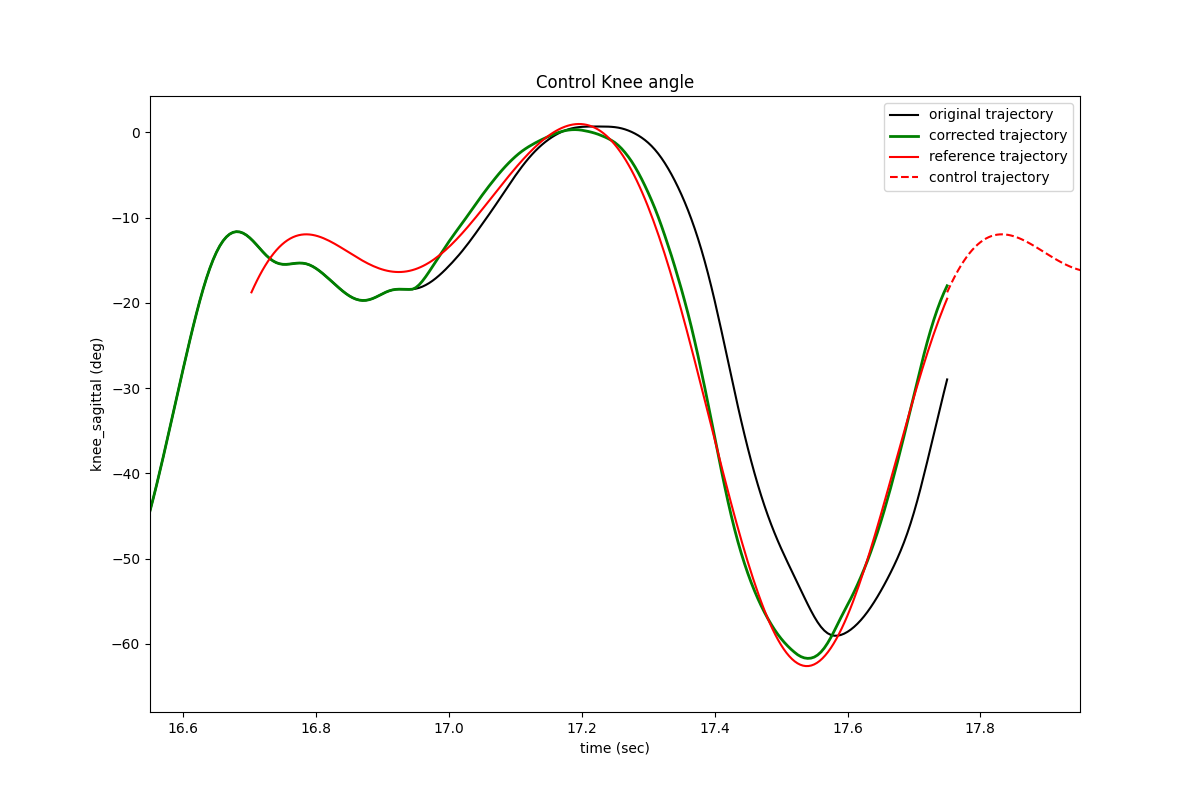 Control Knee angle
original trajectory
corrected trajectory
reference trajectory
control trajectory
knee_sagittal (deg)
0
−10
−20
−30
−40
−50
−60
16.6 16.8 17.0 17.2 17.4 17.6 17.8
time (sec)